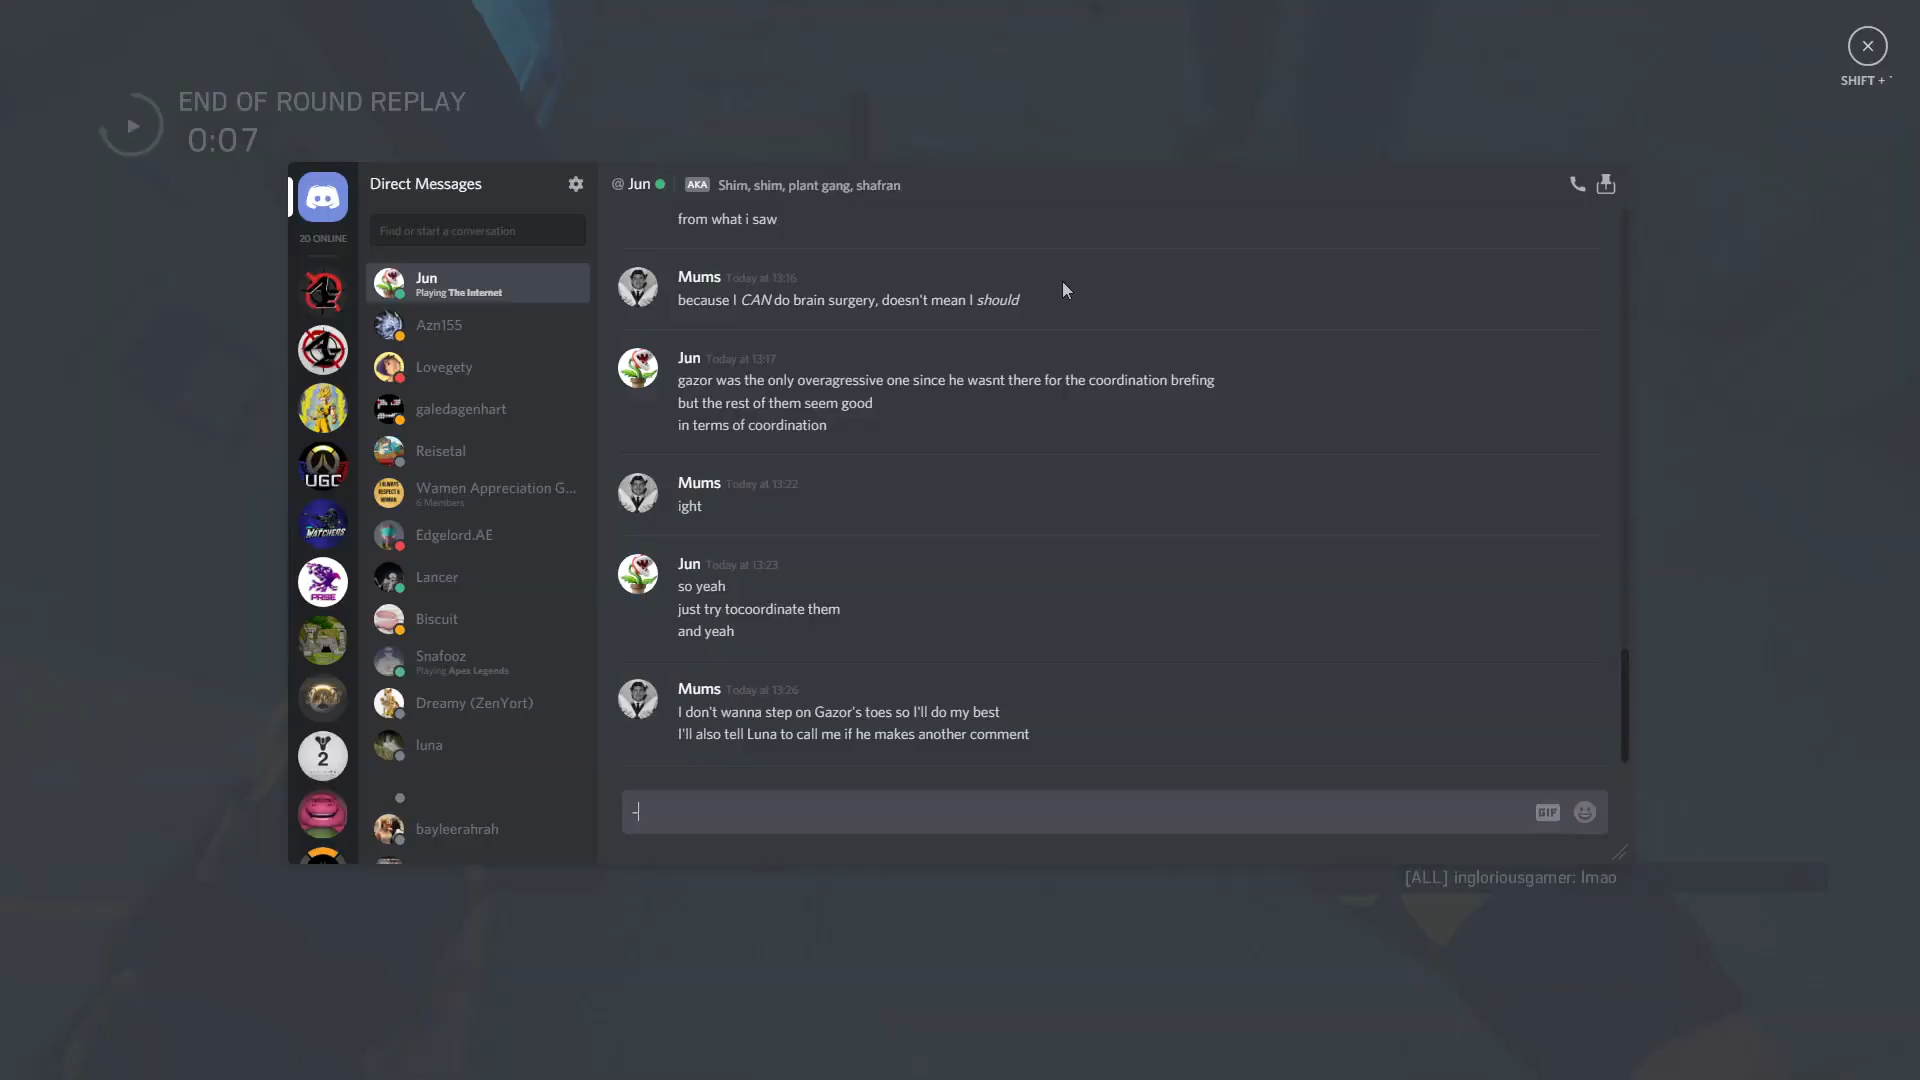 SHIFT + `
END OF ROUND REPLAY
0:07
Direct Messages
@ Jun
AKA Shim, shim, plant gang, shafran
20 ONLINE
Find or start a conversation
Jun
Playing The Internet
Azn155
Lovegety
galedagenhart
Reisetal
Wamen Appreciation G...
6 Members
Edgelord.AE
Lancer
Biscuit
Snafooz
Playing Apex Legends
Dreamy (ZenYort)
luna
bayleerahrah
UGC
WATCHERS
PRSE
2
from what i saw
Mums Today at 13:16
because I CAN do brain surgery, doesn't mean I should
Jun Today at 13:17
gazor was the only overagressive one since he wasnt there for the coordination brefing
but the rest of them seem good
in terms of coordination
Mums Today at 13:22
ight
Jun Today at 13:23
so yeah
just try tocoordinate them
and yeah
Mums Today at 13:26
I don't wanna step on Gazor's toes so I'll do my best
I'll also tell Luna to call me if he makes another comment
-
GIF
[ALL] ingloriousgamer: lmao